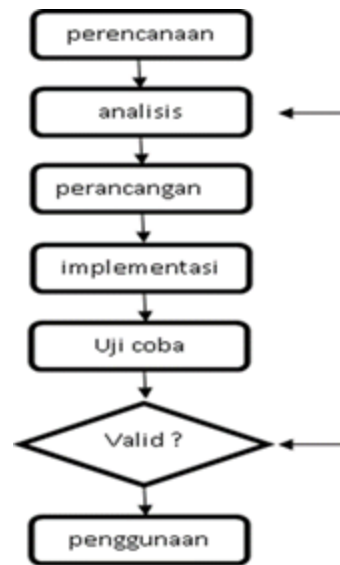 perencanaan
analisis
perancangan
implementasi
Uji coba
Valid ?
penggunaan